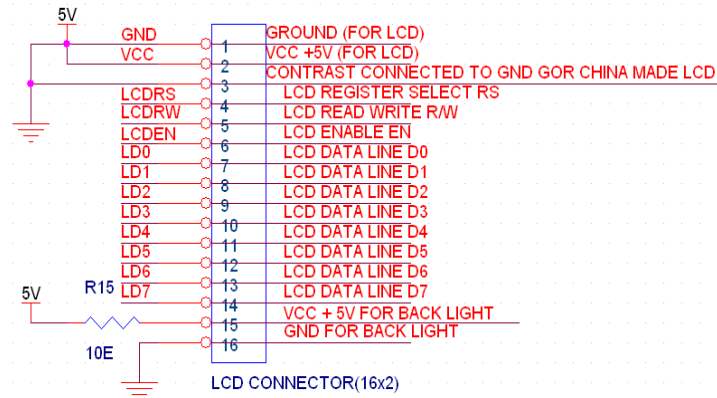 5V
GND 1 GROUND (FOR LCD)
VCC 2 VCC +5V (FOR LCD)
3 CONTRAST CONNECTED TO GND GOR CHINA MADE LCD
LCDRS 4 LCD REGISTER SELECT RS
LCDRW 5 LCD READ WRITE R/W
LCDEN 6 LCD ENABLE EN
LD0 7 LCD DATA LINE D0
LD1 8 LCD DATA LINE D1
LD2 9 LCD DATA LINE D2
LD3 10 LCD DATA LINE D3
LD4 11 LCD DATA LINE D4
LD5 12 LCD DATA LINE D5
LD6 13 LCD DATA LINE D6
LD7 14 LCD DATA LINE D7
5V R15 15 VCC + 5V FOR BACK LIGHT
10E 16 GND FOR BACK LIGHT
LCD CONNECTOR(16x2)